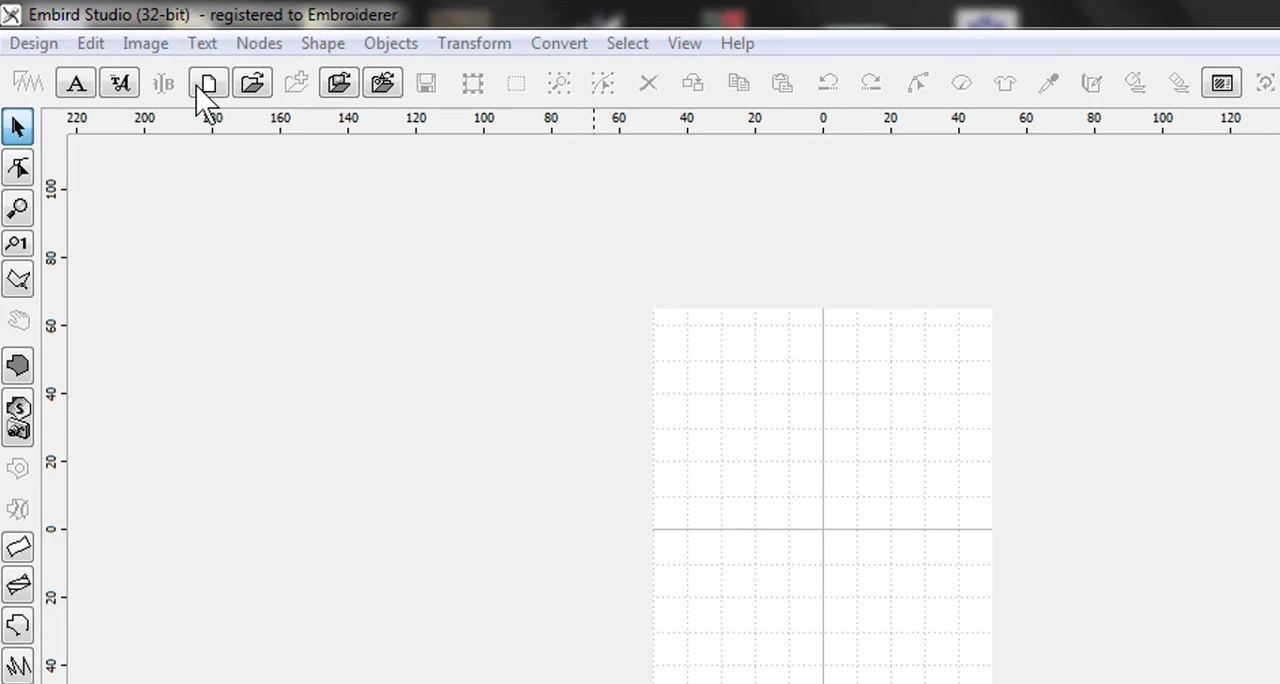 Embird Studio (32-bit) - registered to Embroiderer
Design Edit Image Text Nodes Shape Objects Transform Convert Select View Help
220 200 180 160 140 120 100 80 60 40 20 0 20 40 60 80 100 120
100
80
60
40
20
0
20
40